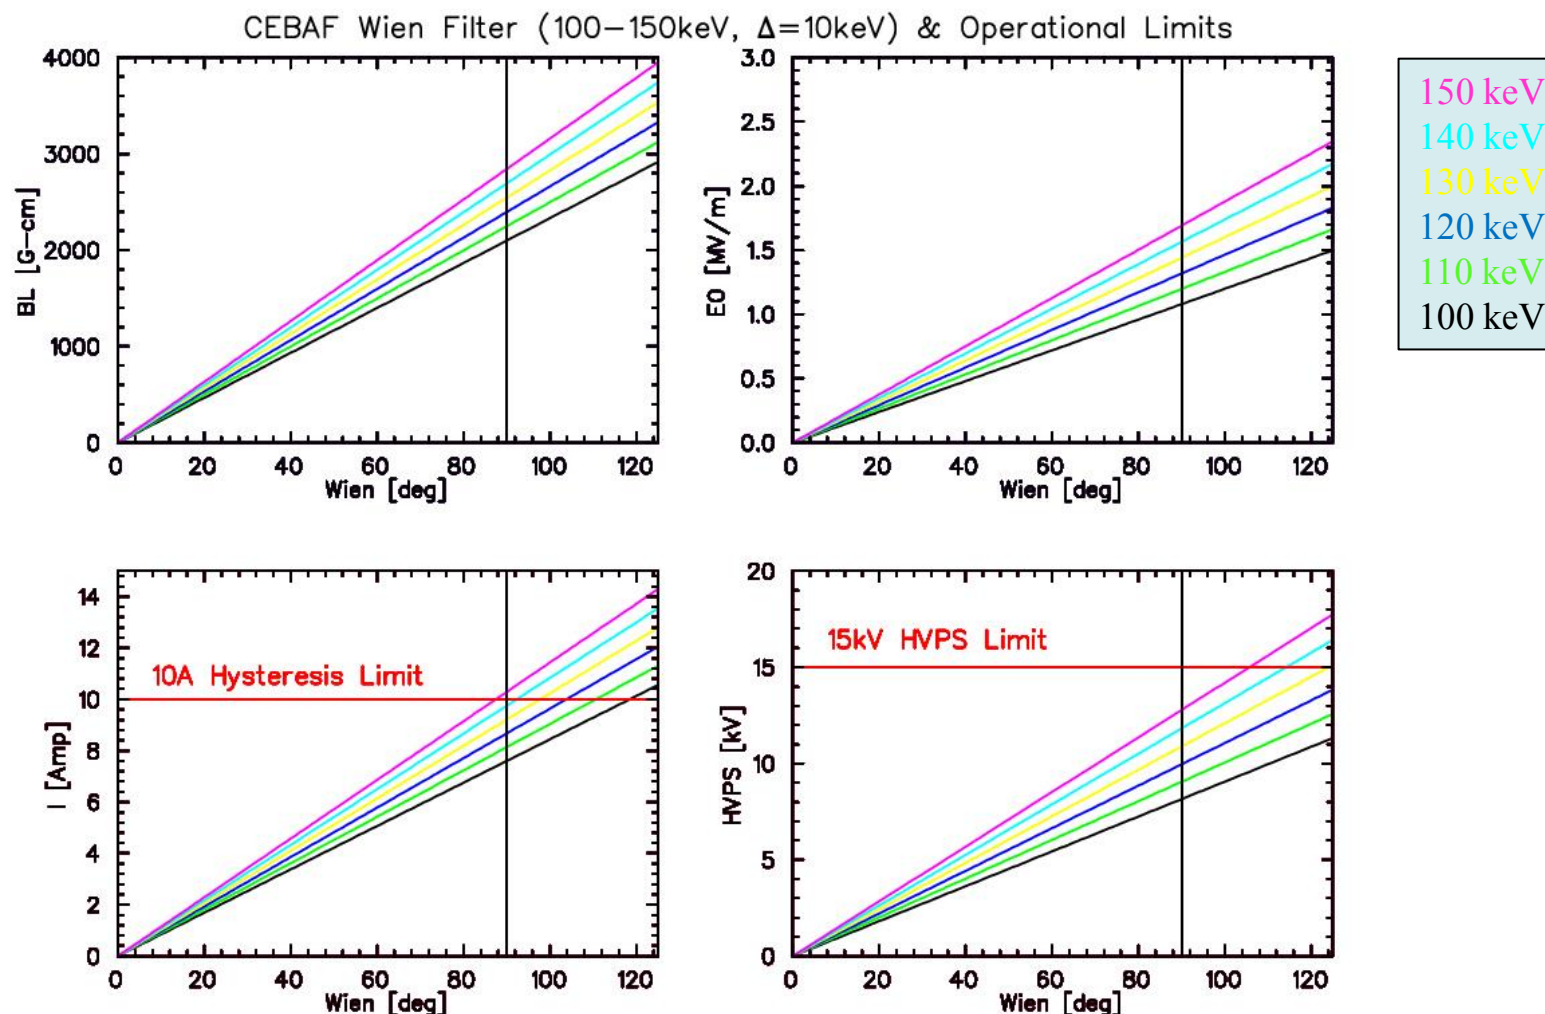 CEBAF Wien Filter (100−150keV, Δ=10keV) & Operational Limits
4000
3000
2000
1000
0
BL [G−cm]
0 20 40 60 80 100 120
Wien [deg]
3.0
2.5
2.0
1.5
1.0
0.5
0.0
E0 [MV/m]
0 20 40 60 80 100 120
Wien [deg]
150 keV
140 keV
130 keV
120 keV
110 keV
100 keV
14
12
10
8
6
4
2
0
I [Amp]
10A Hysteresis Limit
0 20 40 60 80 100 120
Wien [deg]
20
15
10
5
0
HVPS [kV]
15kV HVPS Limit
0 20 40 60 80 100 120
Wien [deg]